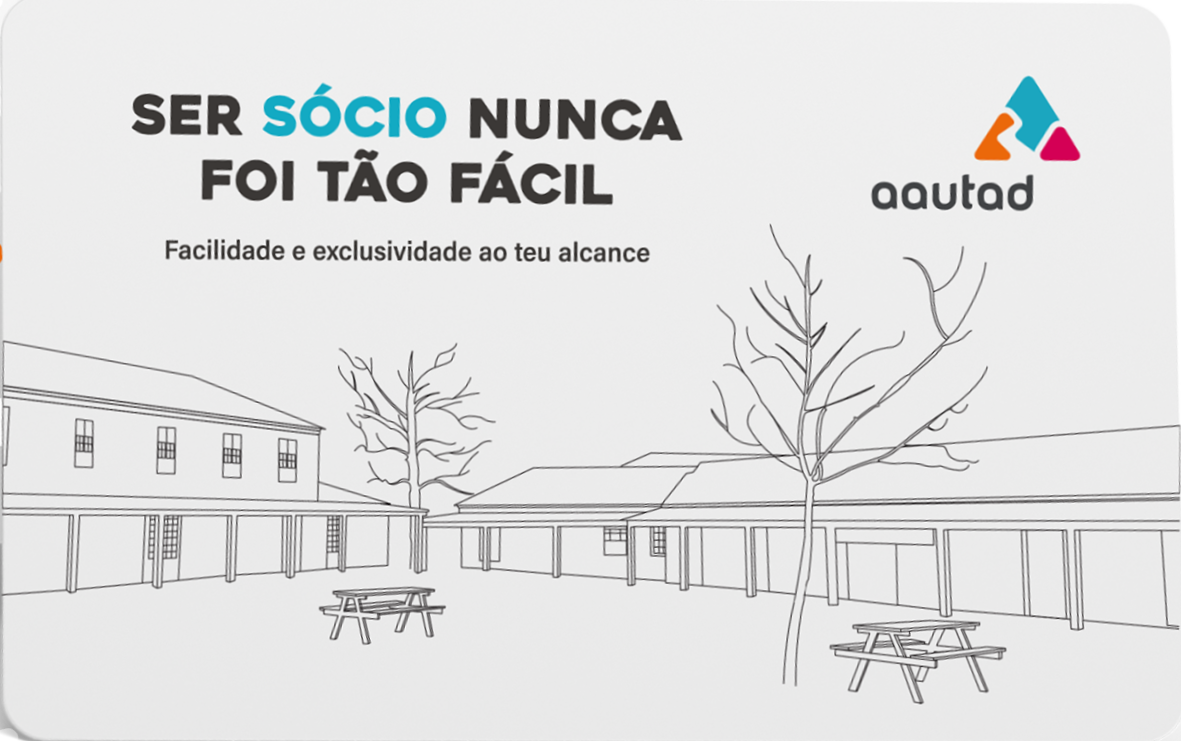 SER SÓCIO NUNCA
FOI TÃO FÁCIL
Facilidade e exclusividade ao teu alcance
aautad